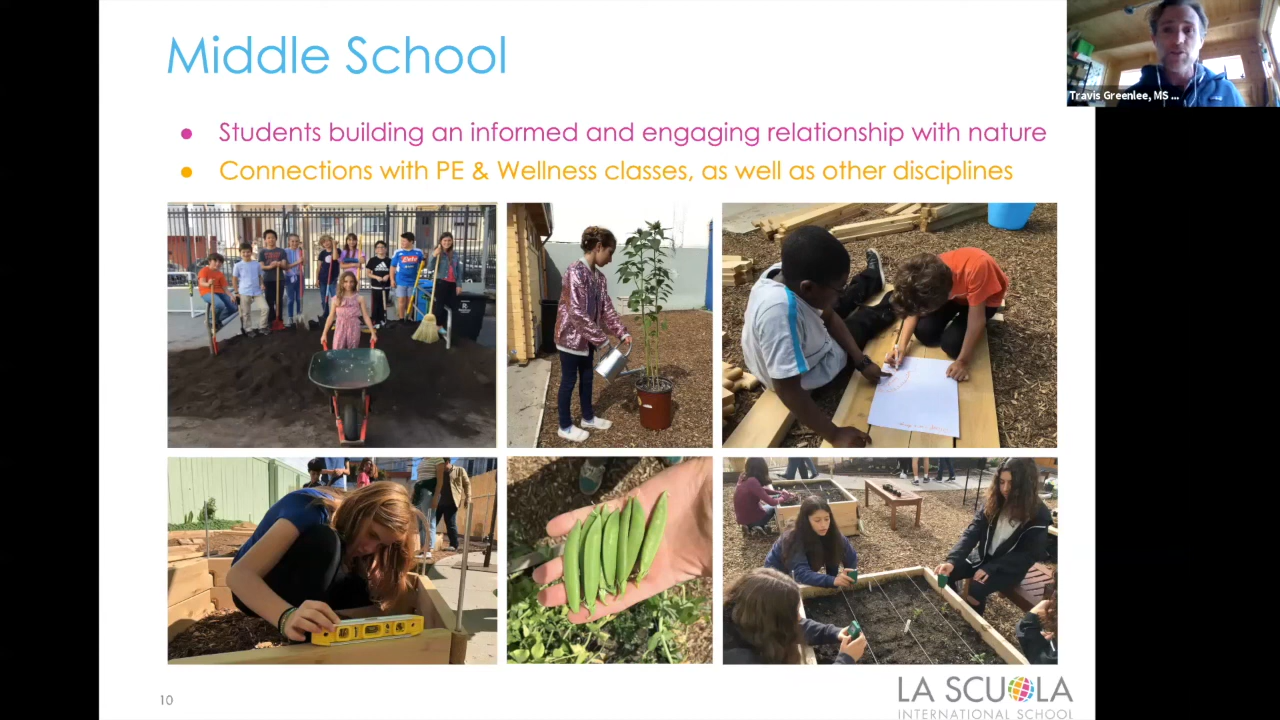 Middle School
Travis Greenlee, MS ...
● Students building an informed and engaging relationship with nature
● Connections with PE & Wellness classes, as well as other disciplines
10
LA SCUOLA
INTERNATIONAL SCHOOL